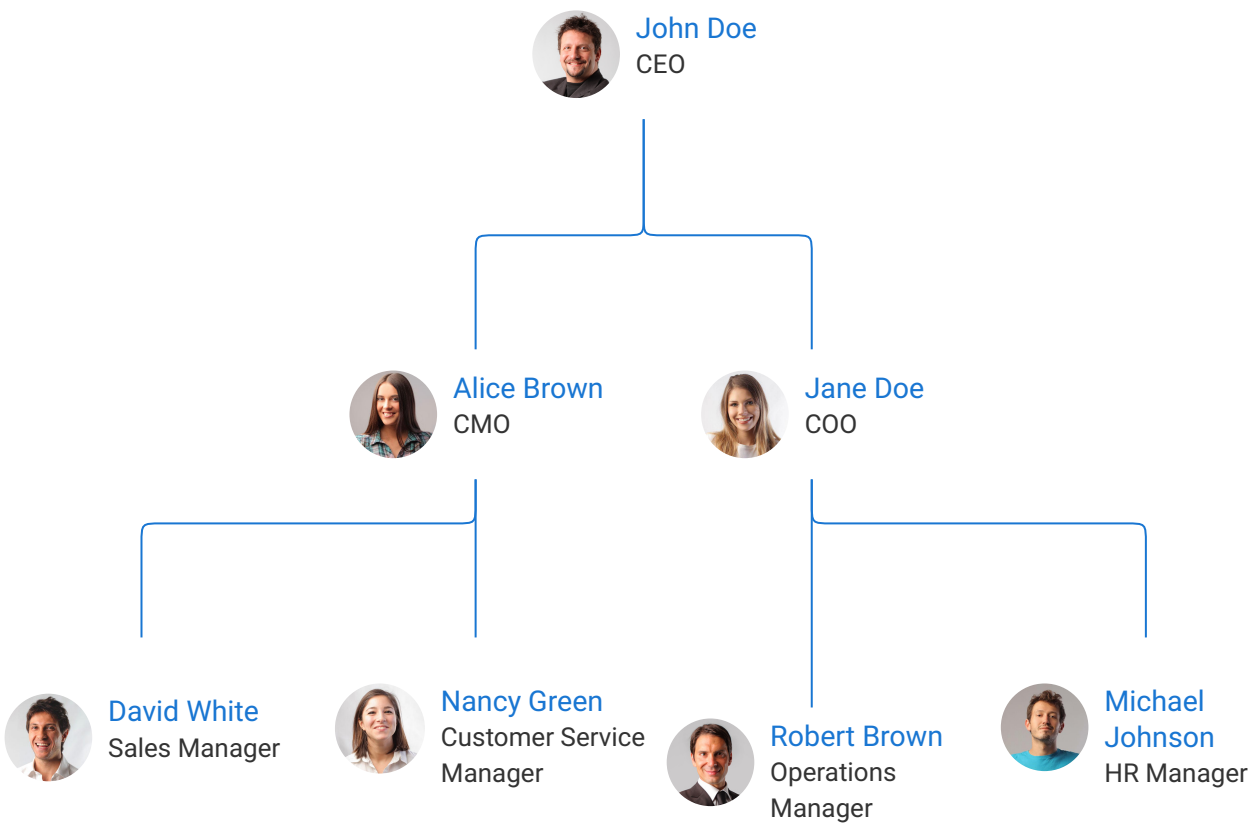 John Doe
CEO
Alice Brown
CMO
Jane Doe
COO
David White
Sales Manager
Nancy Green
Customer Service
Manager
Robert Brown
Operations
Manager
Michael
Johnson
HR Manager